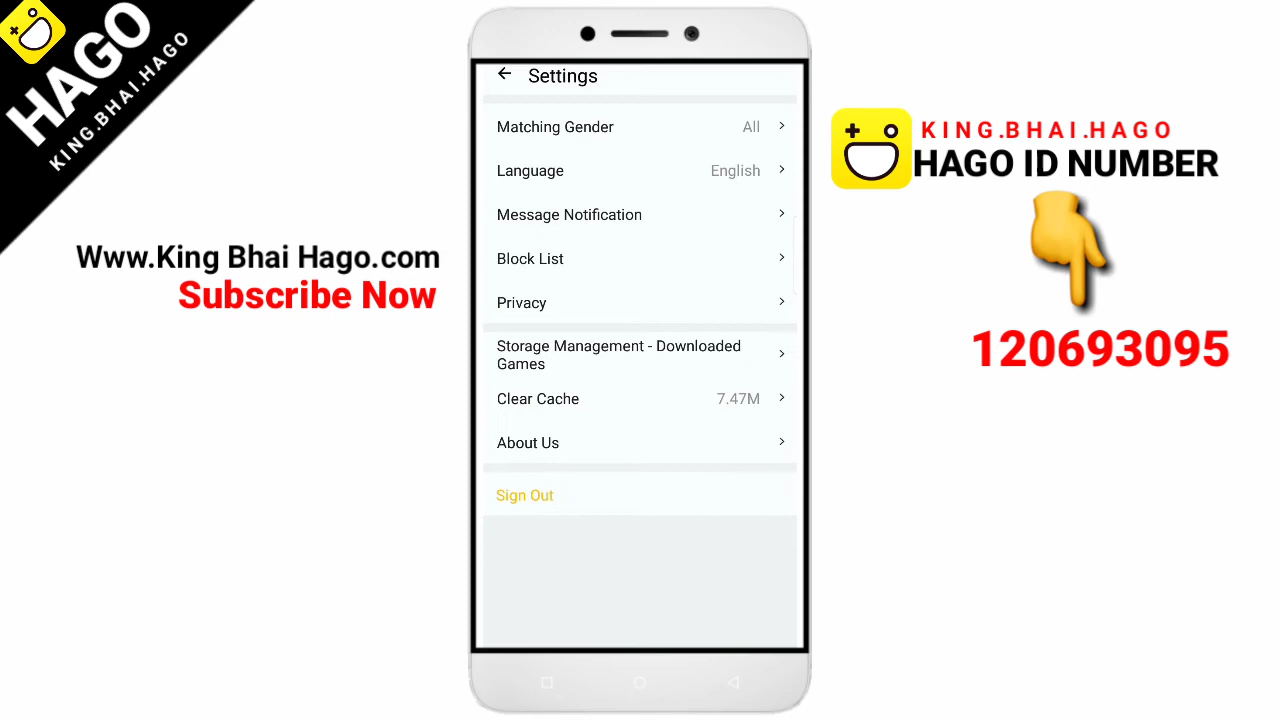 HAGO
KING.BHAI.HAGO
Www.King Bhai Hago.com
Subscribe Now
Settings
Matching Gender All
Language English
Message Notification
Block List
Privacy
Storage Management - Downloaded
Games
Clear Cache 7.47M
About Us
Sign Out
KING.BHAI.HAGO
HAGO ID NUMBER
120693095